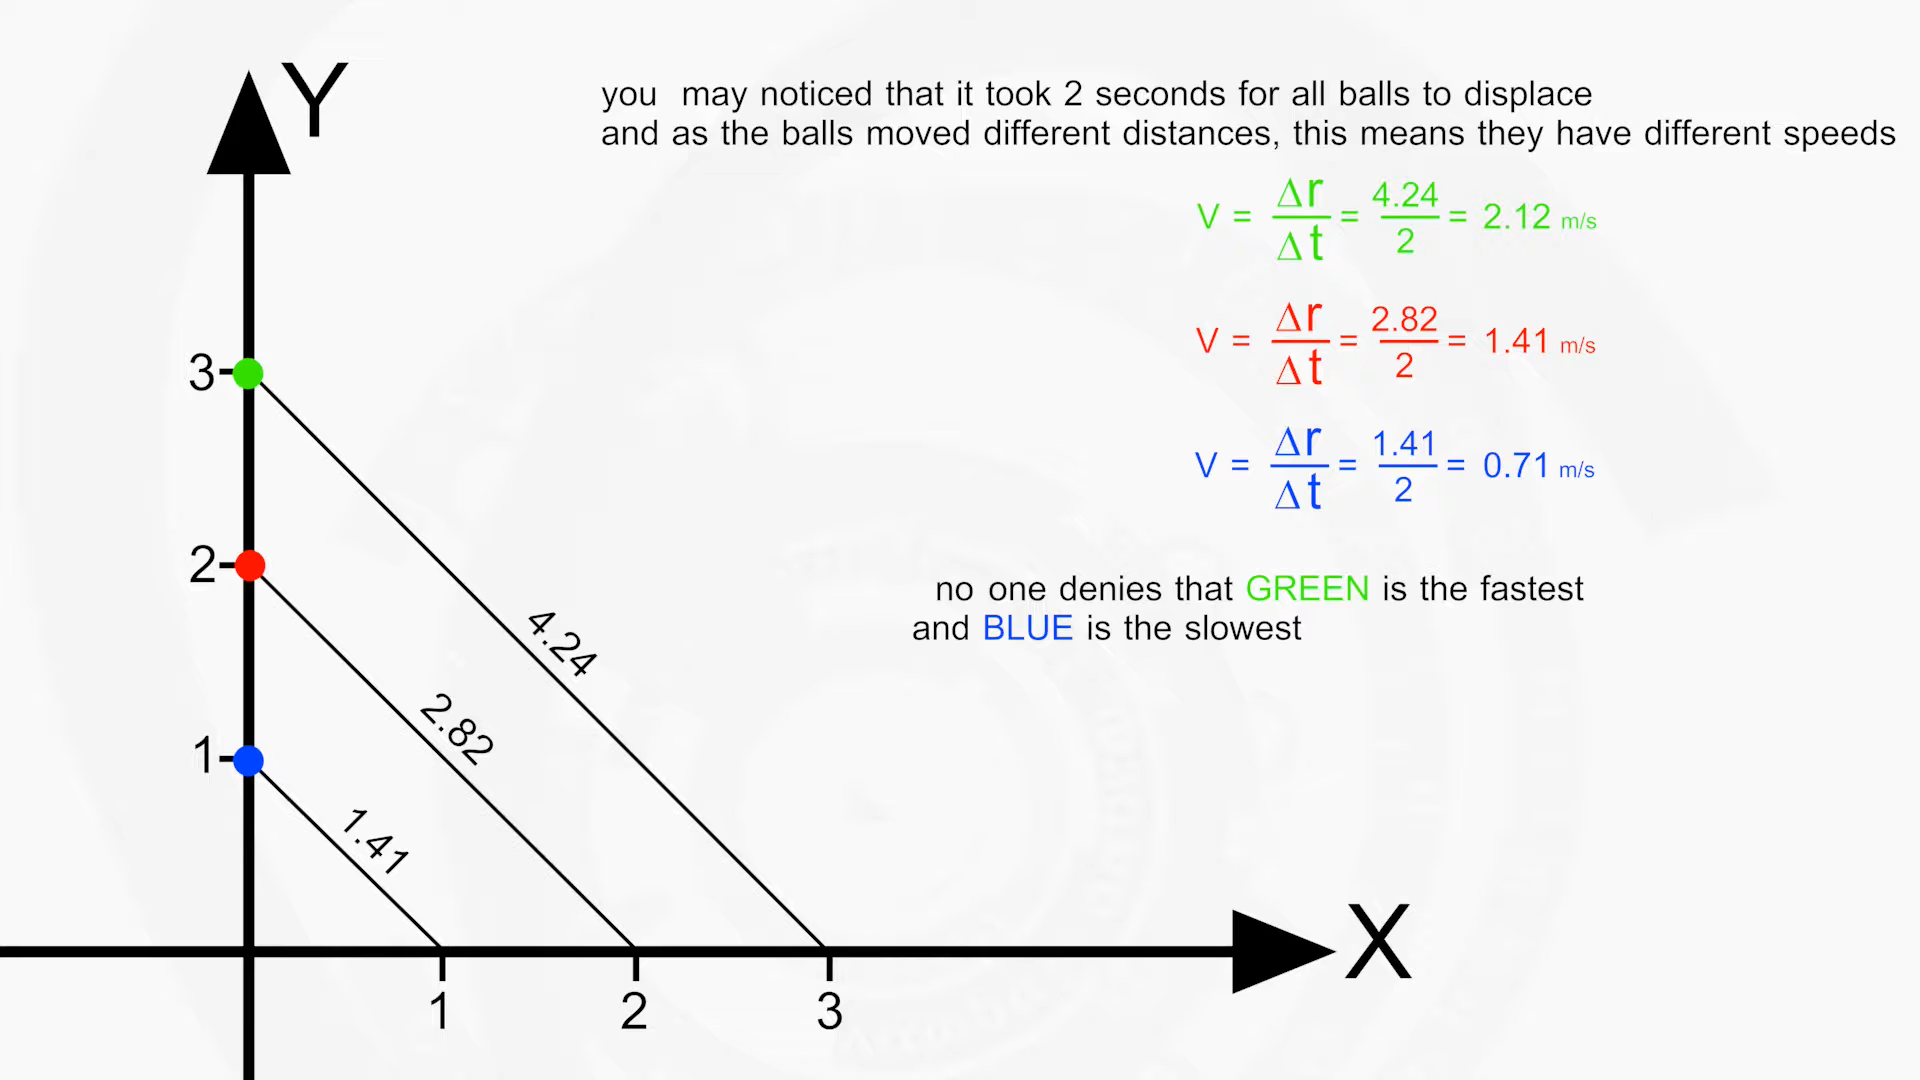 Y
you may noticed that it took 2 seconds for all balls to displace
and as the balls moved different distances, this means they have different speeds
V = Δr/Δt = 4.24/2 = 2.12 m/s
V = Δr/Δt = 2.82/2 = 1.41 m/s
V = Δr/Δt = 1.41/2 = 0.71 m/s
no one denies that GREEN is the fastest
and BLUE is the slowest
3
2
1
4.24
2.82
1.41
X
1 2 3